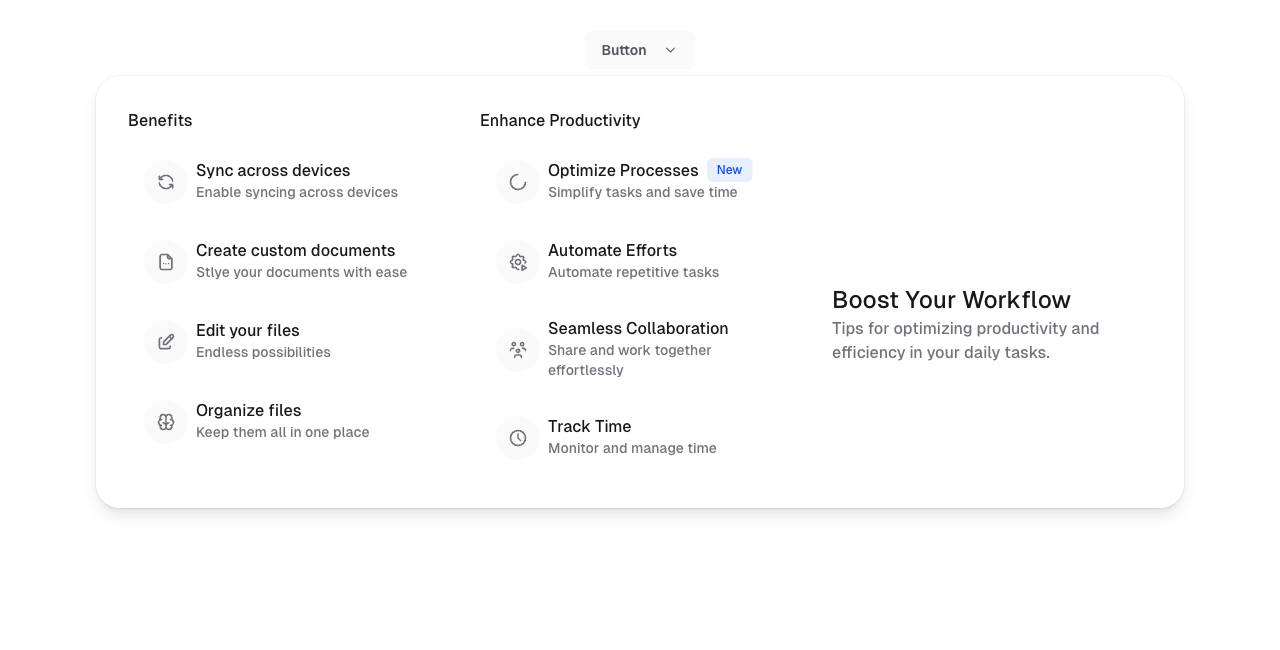 Button
Benefits
Sync across devices
Enable syncing across devices
Create custom documents
Stlye your documents with ease
Edit your files
Endless possibilities
Organize files
Keep them all in one place
Enhance Productivity
Optimize Processes New
Simplify tasks and save time
Automate Efforts
Automate repetitive tasks
Seamless Collaboration
Share and work together
effortlessly
Track Time
Monitor and manage time
Boost Your Workflow
Tips for optimizing productivity and
efficiency in your daily tasks.